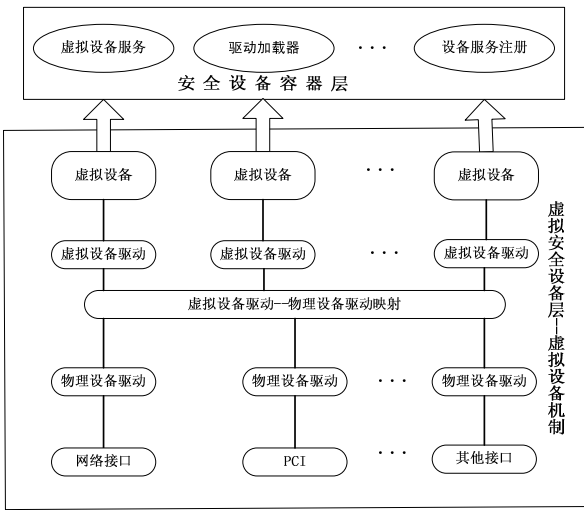 虚拟设备服务
驱动加载器
···
设备服务注册
安全设备容器层
虚拟设备
虚拟设备
···
虚拟设备
虚拟设备驱动
虚拟设备驱动
···
虚拟设备驱动
虚拟设备驱动--物理设备驱动映射
物理设备驱动
物理设备驱动
···
物理设备驱动
网络接口
PCI
···
其他接口
虚拟安全设备层--虚拟设备机制